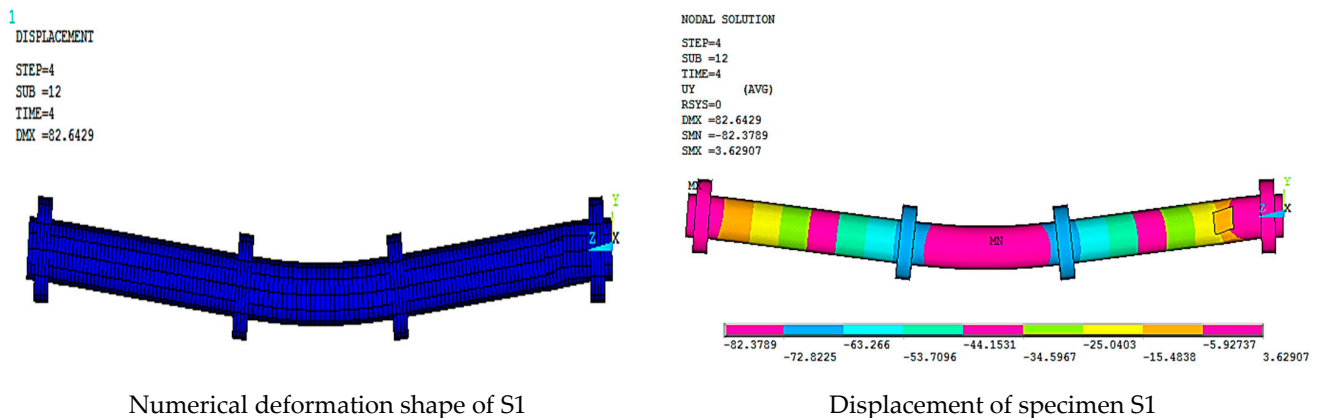 1
DISPLACEMENT
STEP=4
SUB =12
TIME=4
DMX =82.6429
Y
Z X
NODAL SOLUTION
STEP=4
SUB =12
TIME=4
UY (AVG)
RSYS=0
DMX =82.6429
SMN =-82.3789
SMX =3.62907
MX
Y
Z X
MN
-82.3789 -63.266 -44.1531 -25.0403 -5.92737
-72.8225 -53.7096 -34.5967 -15.4838 3.62907
Numerical deformation shape of S1
Displacement of specimen S1